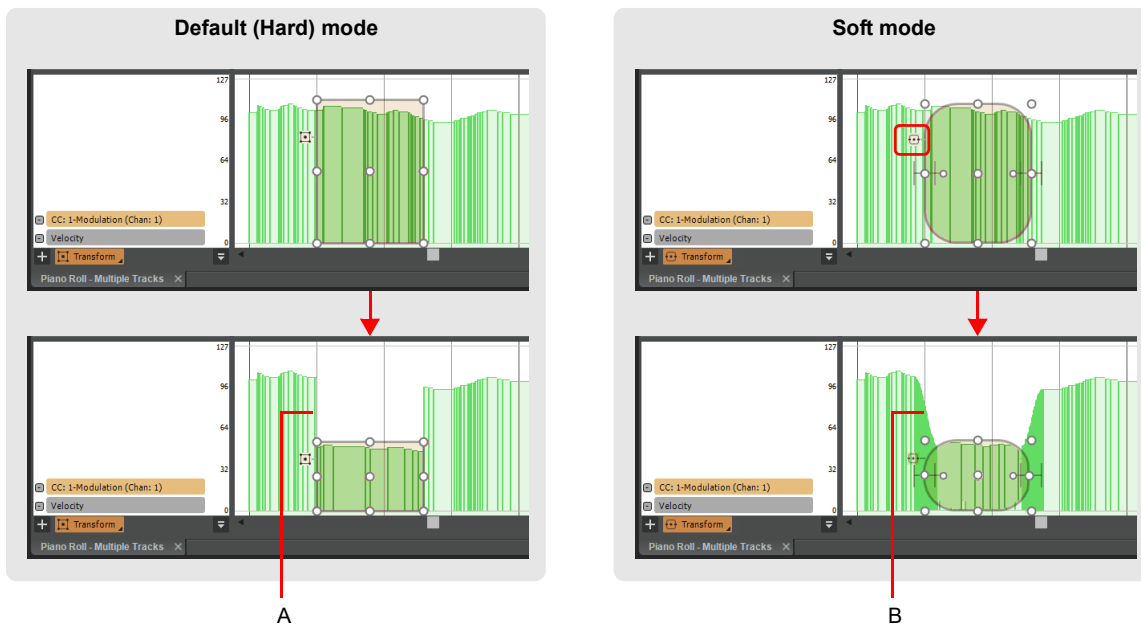 Default (Hard) mode
127
96
64
32
0
CC: 1-Modulation (Chan: 1)
Velocity
Transform
Piano Roll - Multiple Tracks
127
96
64
32
0
CC: 1-Modulation (Chan: 1)
Velocity
Transform
Piano Roll - Multiple Tracks
A
Soft mode
127
96
64
32
0
CC: 1-Modulation (Chan: 1)
Velocity
Transform
Piano Roll - Multiple Tracks
127
96
64
32
0
CC: 1-Modulation (Chan: 1)
Velocity
Transform
Piano Roll - Multiple Tracks
B